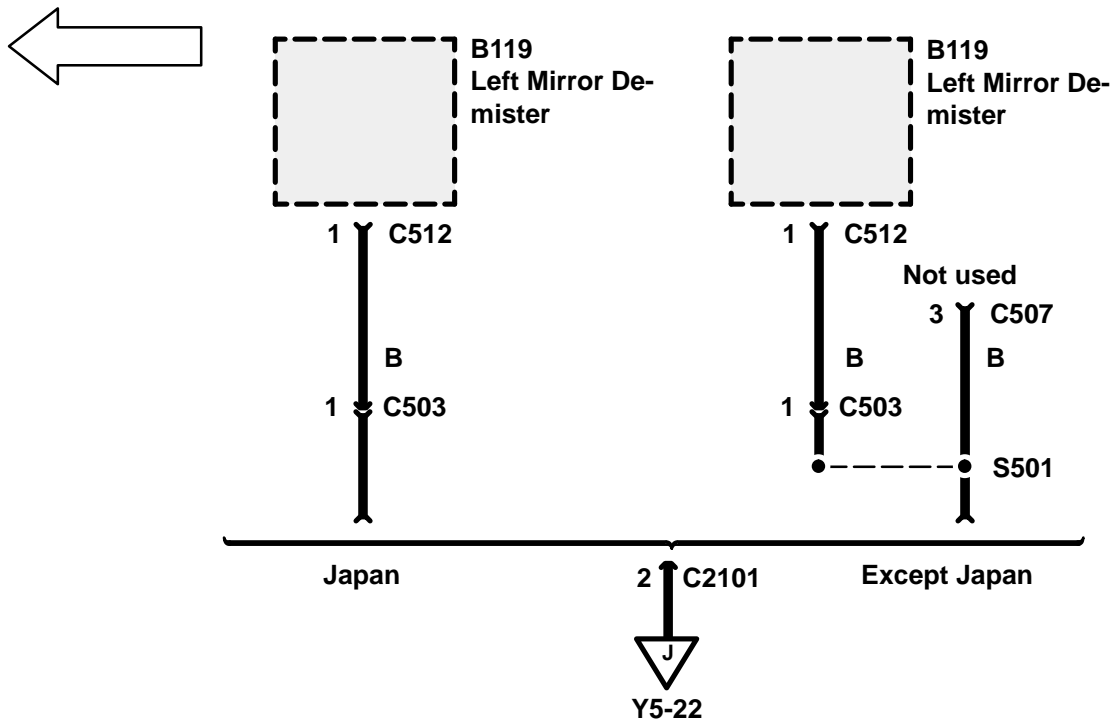 B119
Left Mirror De-
mister
B119
Left Mirror De-
mister
1 C512
1 C512
Not used
3 C507
B
B
B
1 C503
1 C503
S501
Japan
2 C2101
Except Japan
J
Y5-22